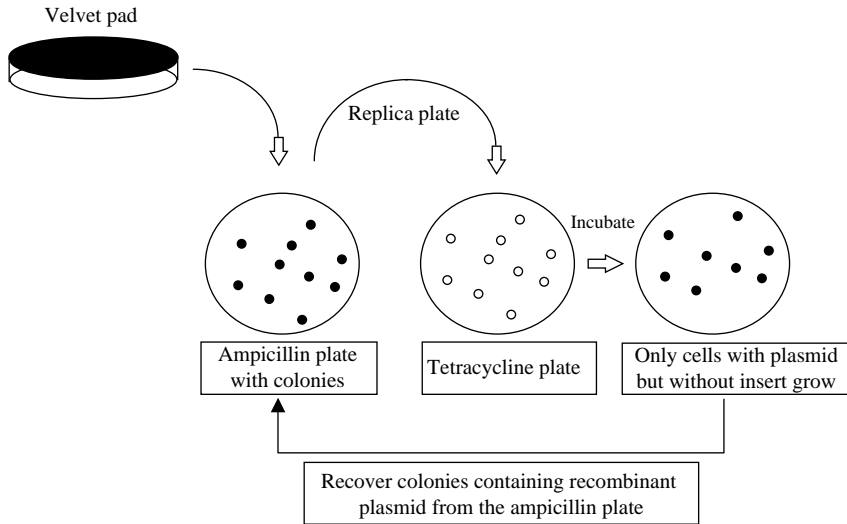 Velvet pad
Replica plate
Incubate
Ampicillin plate
with colonies
Tetracycline plate
Only cells with plasmid
but without insert grow
Recover colonies containing recombinant
plasmid from the ampicillin plate